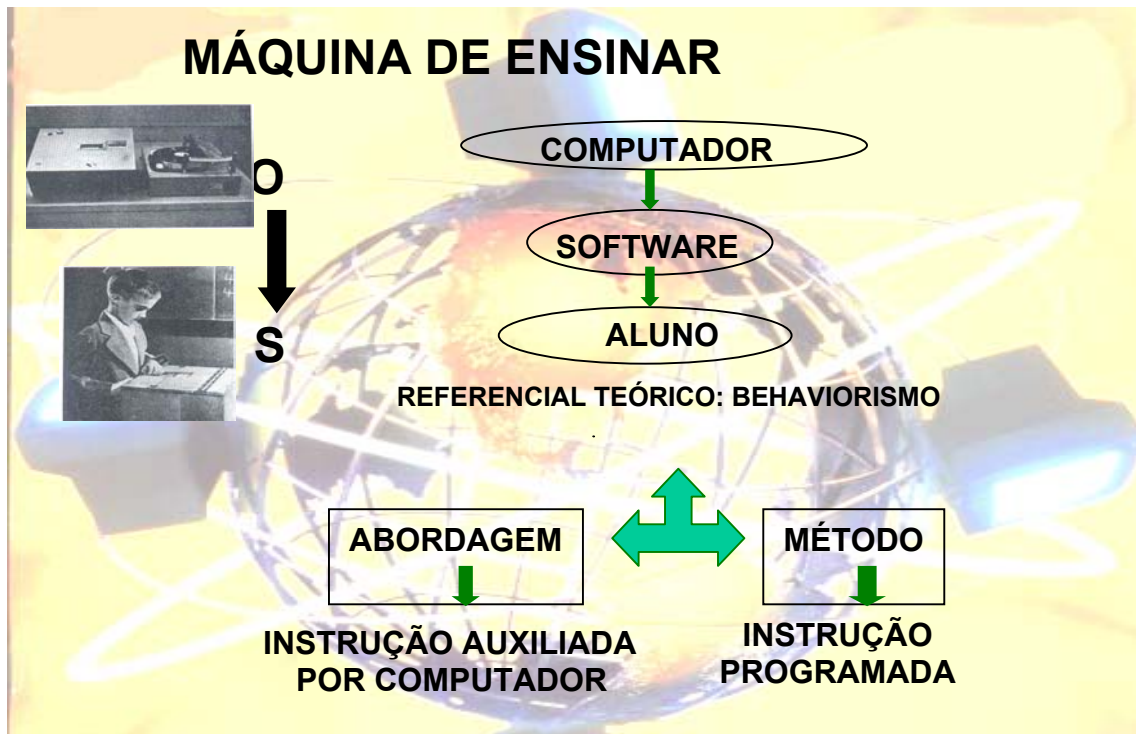 MÁQUINA DE ENSINAR
O
S
COMPUTADOR
SOFTWARE
ALUNO
REFERENCIAL TEÓRICO: BEHAVIORISMO
.
ABORDAGEM
INSTRUÇÃO AUXILIADA
POR COMPUTADOR
MÉTODO
INSTRUÇÃO
PROGRAMADA